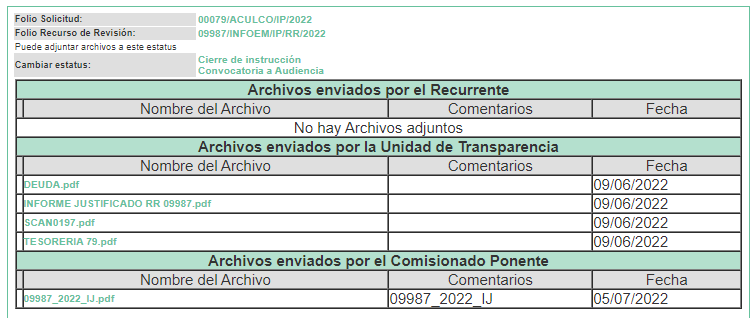 Folio Solicitud: 00079/ACULCO/IP/2022
Folio Recurso de Revisión: 09987/INFOEM/IP/RR/2022
Puede adjuntar archivos a este estatus
Cambiar estatus: Cierre de instrucción
Convocatoria a Audiencia
Archivos enviados por el Recurrente
Nombre del Archivo Comentarios Fecha
No hay Archivos adjuntos
Archivos enviados por la Unidad de Transparencia
Nombre del Archivo Comentarios Fecha
DEUDA.pdf 09/06/2022
INFORME JUSTIFICADO RR 09987.pdf 09/06/2022
SCAN0197.pdf 09/06/2022
TESORERIA 79.pdf 09/06/2022
Archivos enviados por el Comisionado Ponente
Nombre del Archivo Comentarios Fecha
09987_2022_IJ.pdf 09987_2022_IJ 05/07/2022